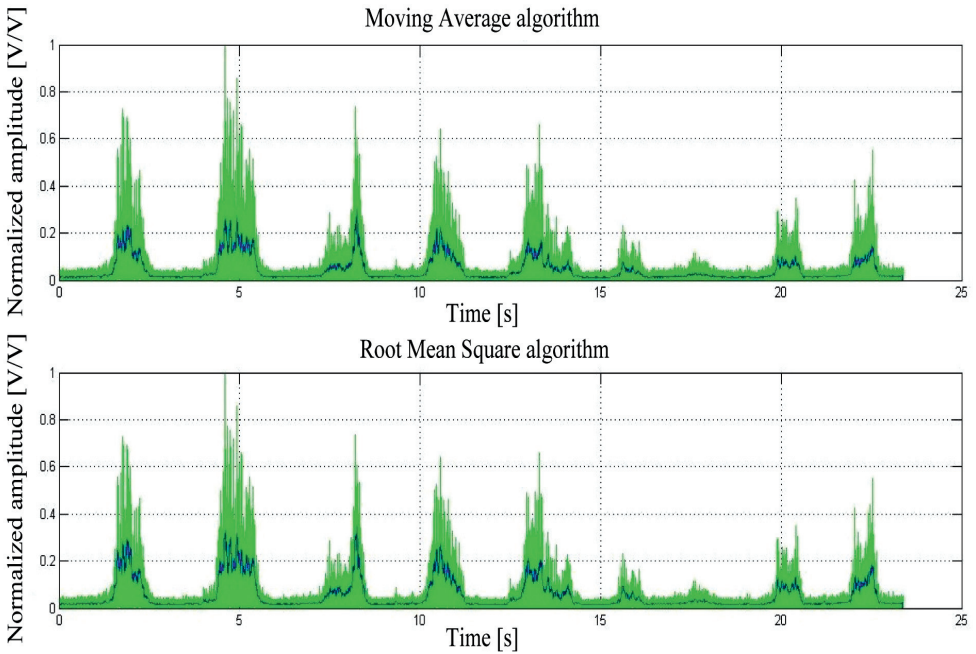 Moving Average algorithm
Normalized amplitude [V/V]
1
0.8
0.6
0.4
0.2
0
0 5 10 15 20 25
Time [s]
Root Mean Square algorithm
Normalized amplitude [V/V]
1
0.8
0.6
0.4
0.2
0
0 5 10 15 20 25
Time [s]